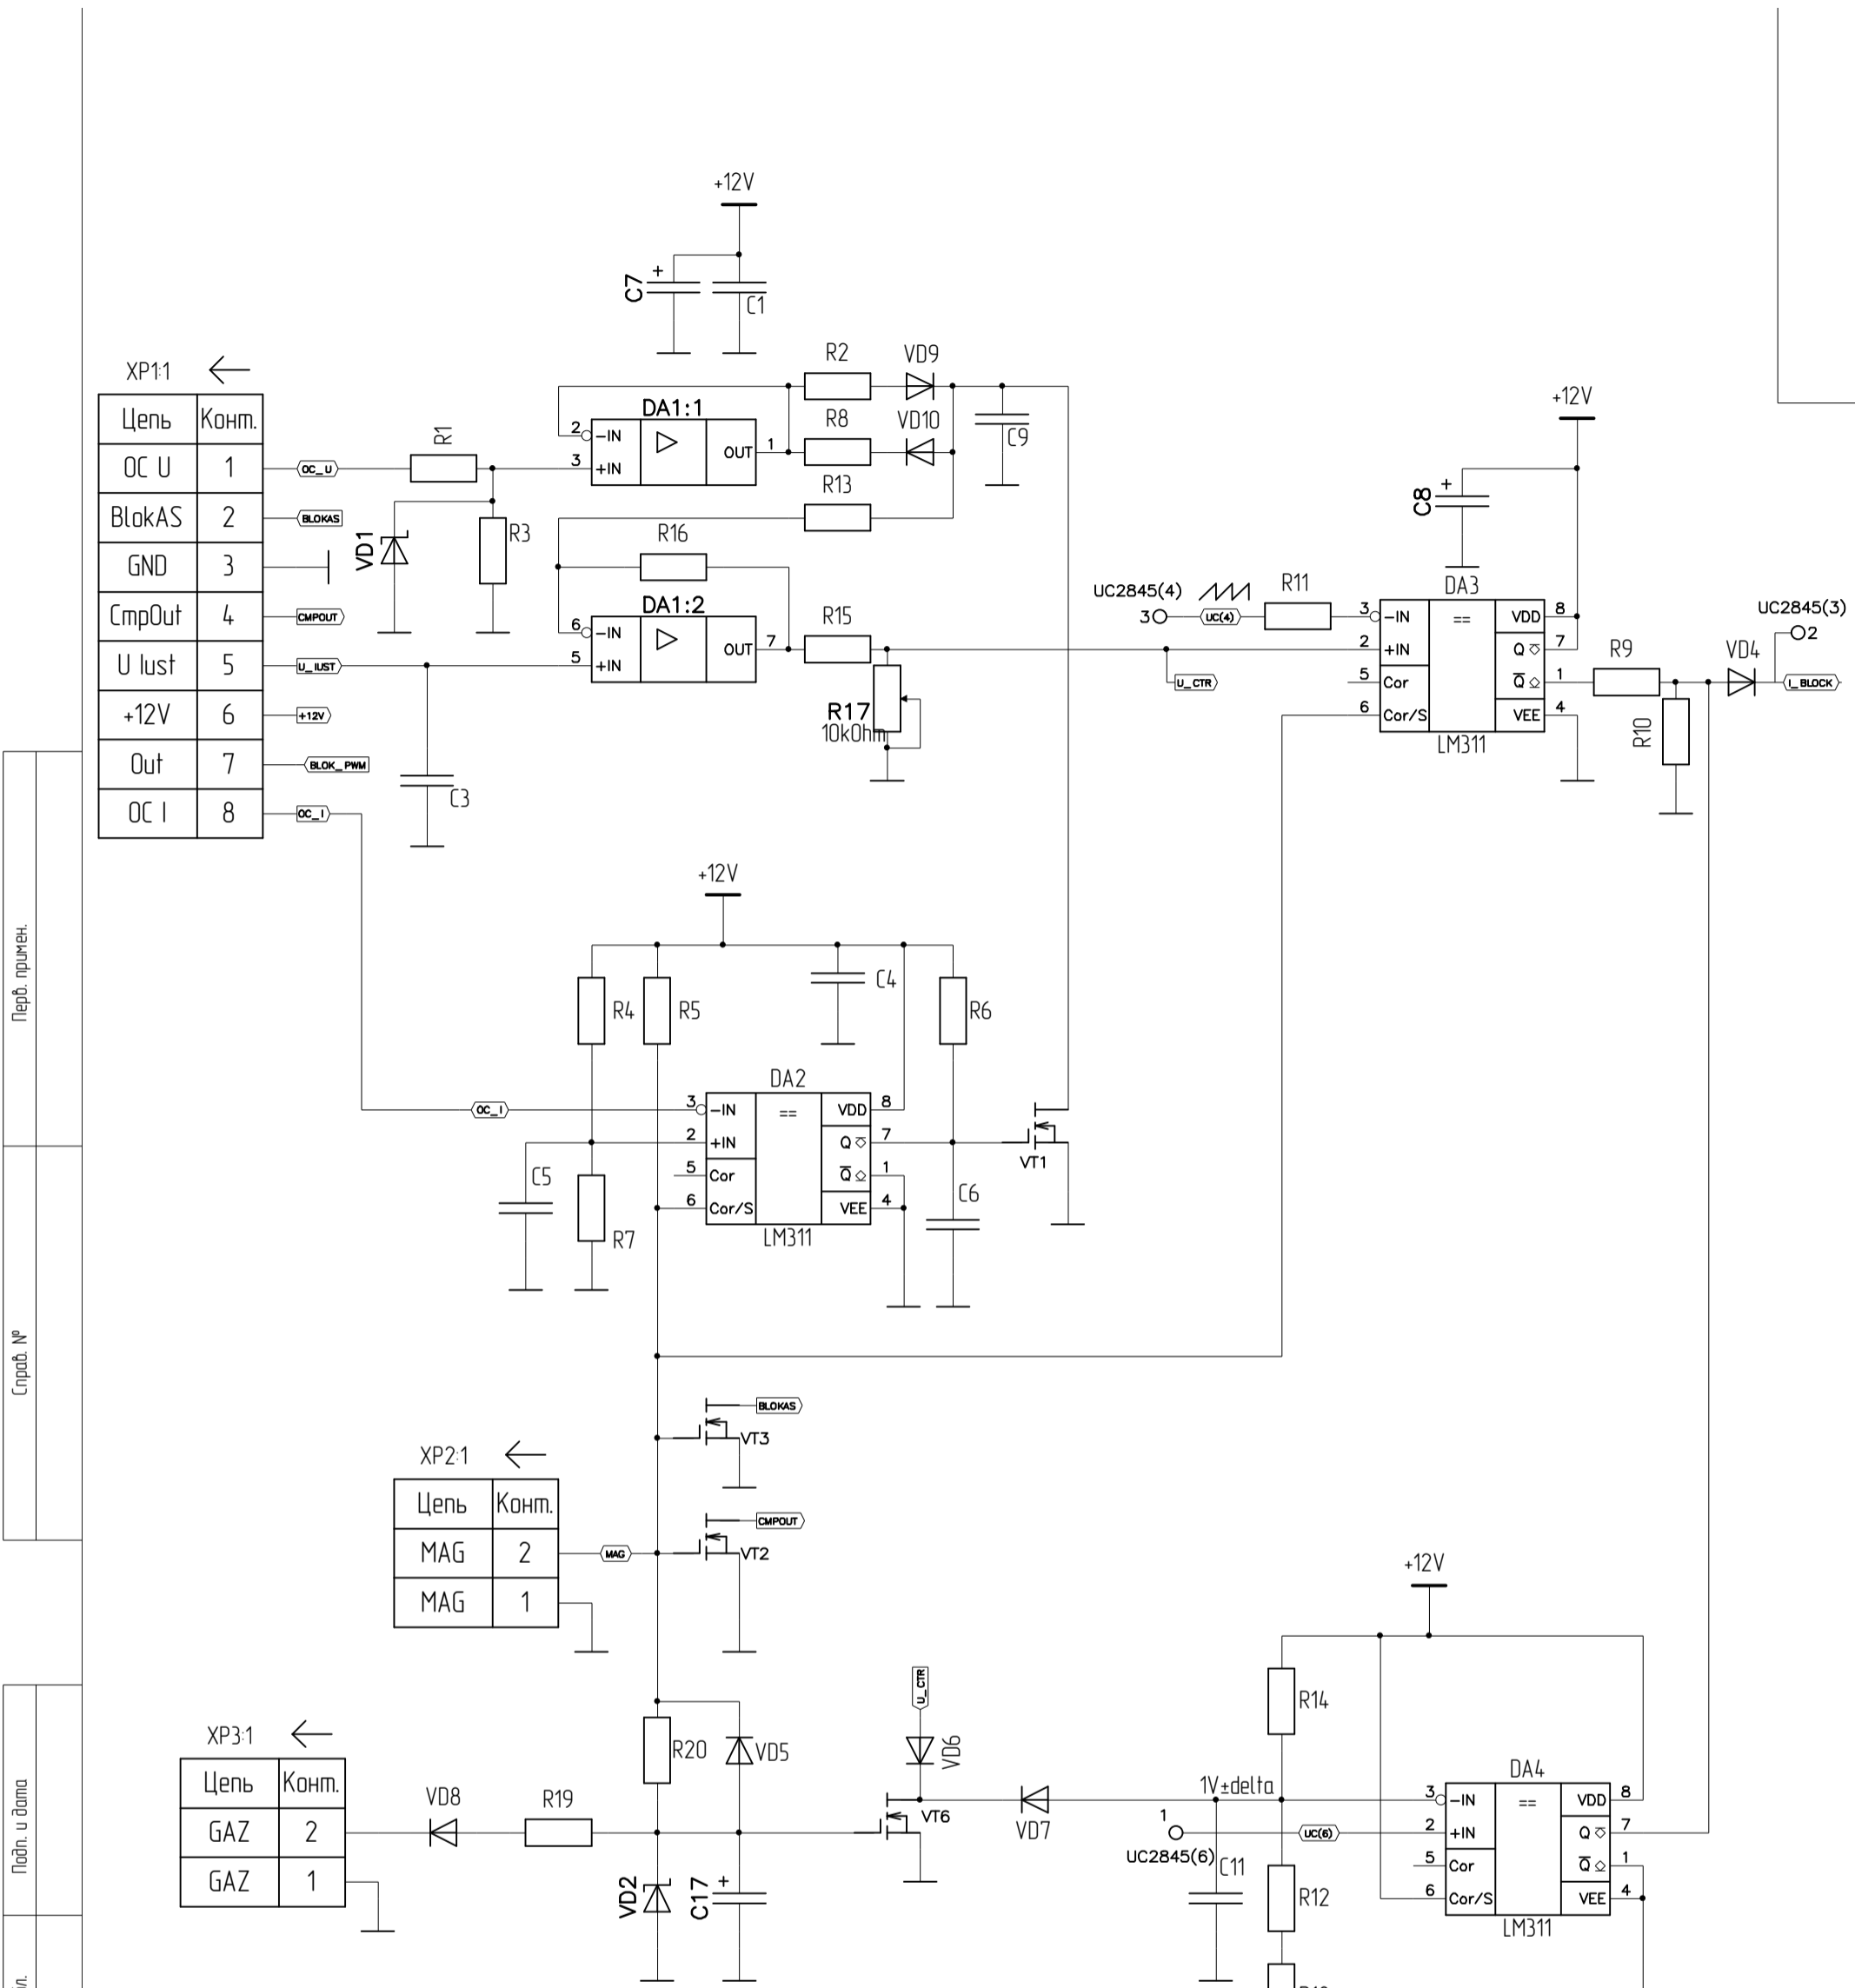 +12V
C7
+
C1
XP1:1
Цепь Конт.
OC U 1 OC_U
BlokAS 2 BLOKAS
GND 3
CmpOut 4 CMPOUT
U Iust 5 U_IUST
+12V 6 +12V
Out 7 BLOK_PWM
OC I 8 OC_I
R1
VD1
R3
C3
R2
VD9
DA1:1
2 -IN
3 +IN
OUT 1
R8
VD10
C9
R13
R16
DA1:2
6 -IN
5 +IN
OUT 7
R15
R17
10kOhm
UC2845(4)
3
UC(4)
R11
U_CTR
+12V
C8
+
DA3
3 -IN == VDD 8
2 +IN Q 7
5 Cor Q 1
6 Cor/S VEE 4
LM311
R9
VD4
UC2845(3)
2
I_BLOCK
R10
+12V
R4
R5
C4
R6
DA2
OC_I
3 -IN == VDD 8
2 +IN Q 7
5 Cor Q 1
6 Cor/S VEE 4
LM311
C5
R7
C6
VT1
BLOKAS
VT3
CMPOUT
VT2
XP2:1
Цепь Конт.
MAG 2 MAG
MAG 1
XP3:1
Цепь Конт.
GAZ 2
GAZ 1
VD8
R19
R20
VD5
VD2
C17
+
U_CTR
VD6
VT6
VD7
1V±delta
1
UC2845(6)
UC(6)
C11
+12V
R14
R12
DA4
3 -IN == VDD 8
2 +IN Q 7
5 Cor Q 1
6 Cor/S VEE 4
LM311
Перв. примен.
Справ. №
Подп. и дата